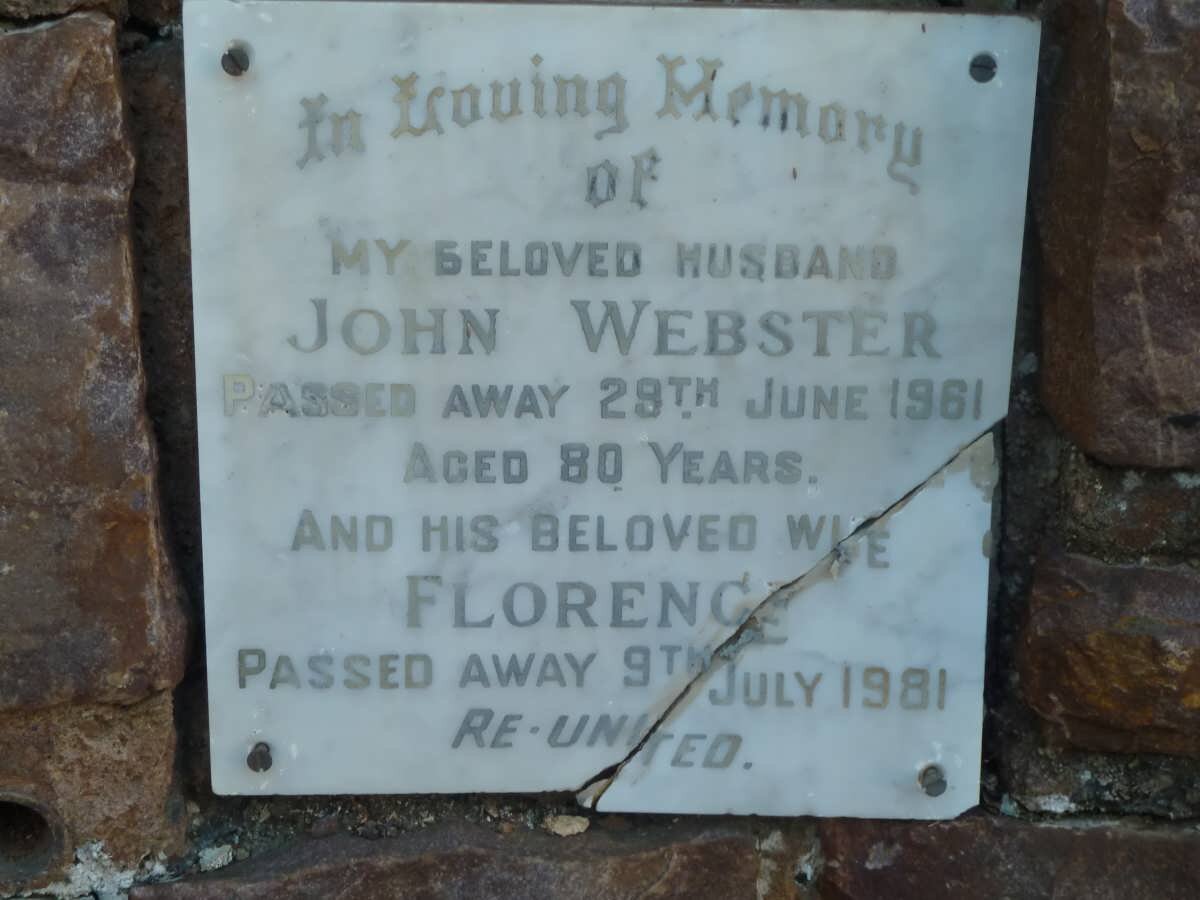 In Loving Memory
of
MY BELOVED HUSBAND
JOHN WEBSTER
PASSED AWAY 29TH JUNE 1961
AGED 80 YEARS.
AND HIS BELOVED WIFE
FLORENCE
PASSED AWAY 9TH JULY 1981
RE-UNITED.